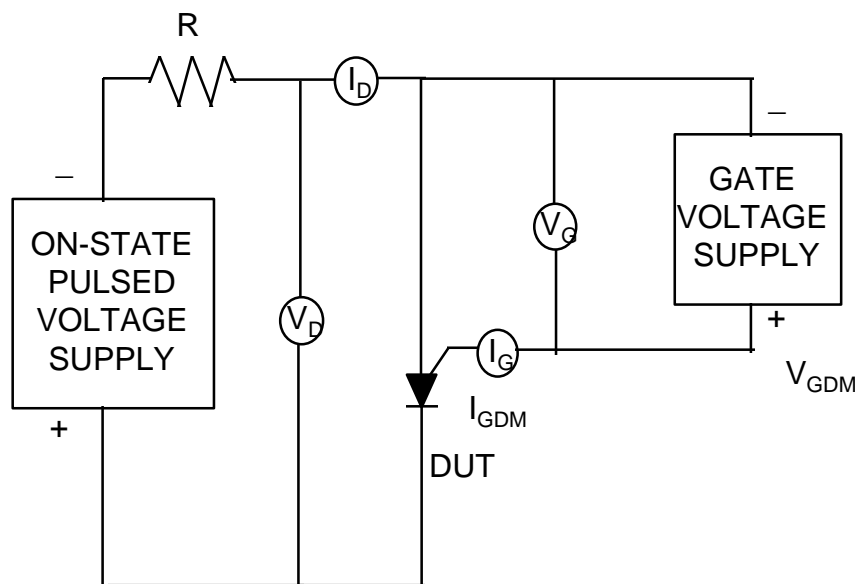 R
I_D
–
–
ON-STATE
PULSED
VOLTAGE
SUPPLY
+
V_D
V_G
GATE
VOLTAGE
SUPPLY
+
I_G
I_GDM
V_GDM
DUT